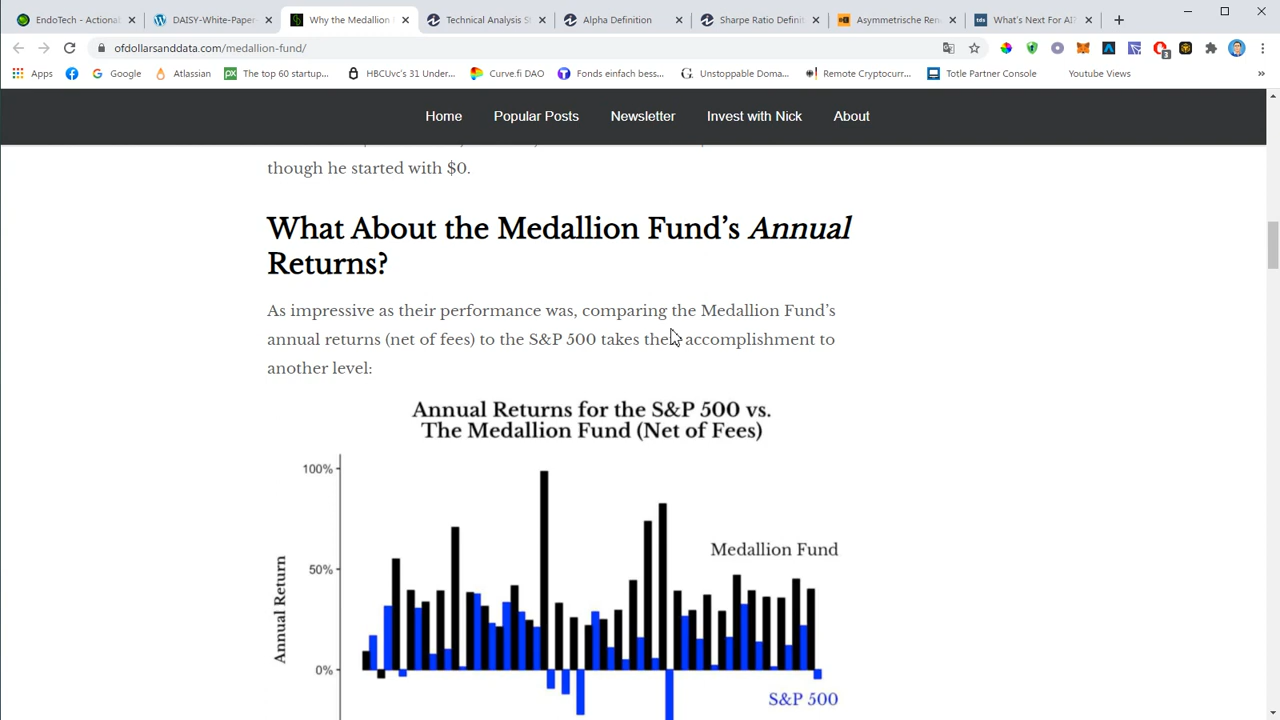 EndoTech - Actionab
DAISY-White-Paper-
Why the Medallion
Technical Analysis S
Alpha Definition
Sharpe Ratio Defini
Asymmetrische Ren
What's Next For AI
ofdollarsanddata.com/medallion-fund/
Apps
Google
Atlassian
The top 60 startup...
HBCUvc's 31 Under...
Curve.fi DAO
Fonds einfach bess...
Unstoppable Doma...
Remote Cryptocurr...
Totle Partner Console
Youtube Views
Home
Popular Posts
Newsletter
Invest with Nick
About
though he started with $0.
What About the Medallion Fund's Annual
Returns?
As impressive as their performance was, comparing the Medallion Fund's
annual returns (net of fees) to the S&P 500 takes their accomplishment to
another level:
Annual Returns for the S&P 500 vs.
The Medallion Fund (Net of Fees)
100%
Medallion Fund
50%
Annual Return
0%
S&P 500